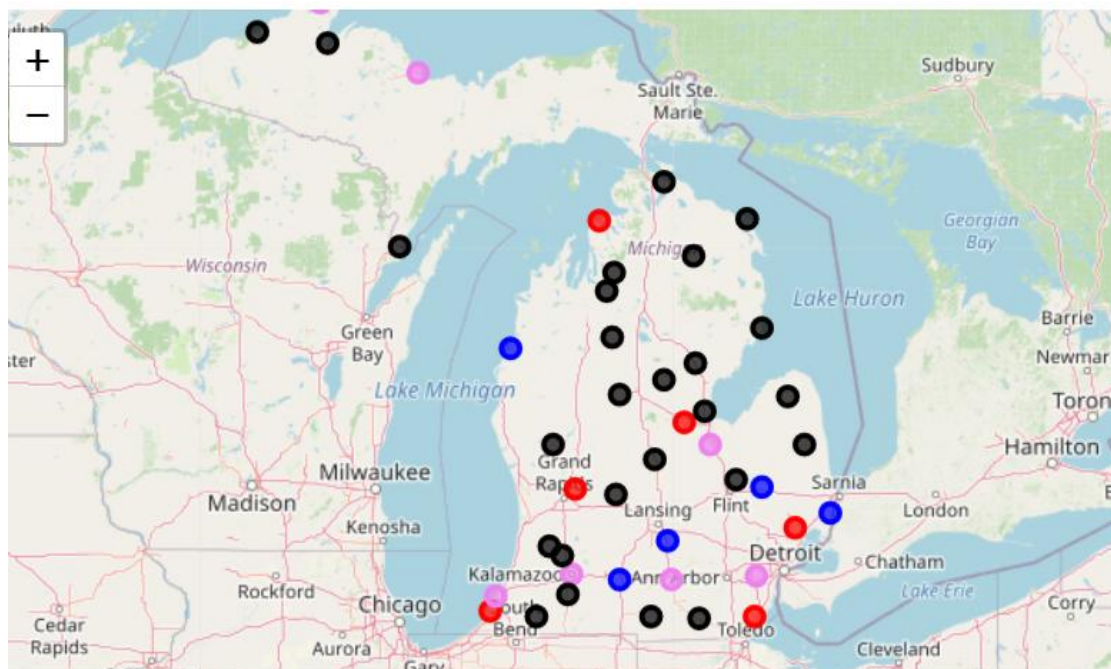 +
−
Sudbury
Sault Ste.
Marie
Georgian
Bay
Wisconsin
Lake Huron
Green
Bay
Barrie
ster
Newmar
Lake Michigan
Toron
Hamilton
Grand
Milwaukee
Madison
Sarnia
Flint
London
Lansing
Kenosha
Detroit
Chatham
Kalamazoo
Ann Arbor
Rockford
Lake Erie
Chicago
Corry
Cedar
Rapids
Bend
Toledo
Aurora
Cleveland
Gary